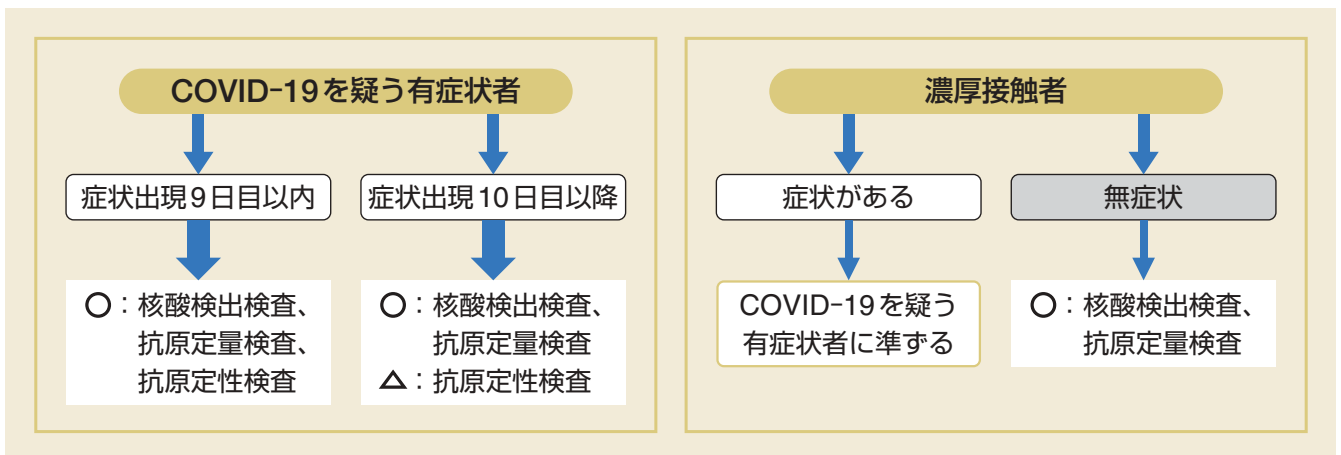 COVID-19を疑う有症状者
症状出現9日目以内
○：核酸検出検査、
抗原定量検査、
抗原定性検査
症状出現10日目以降
○：核酸検出検査、
抗原定量検査
△：抗原定性検査
濃厚接触者
症状がある
COVID-19を疑う
有症状者に準ずる
無症状
○：核酸検出検査、
抗原定量検査